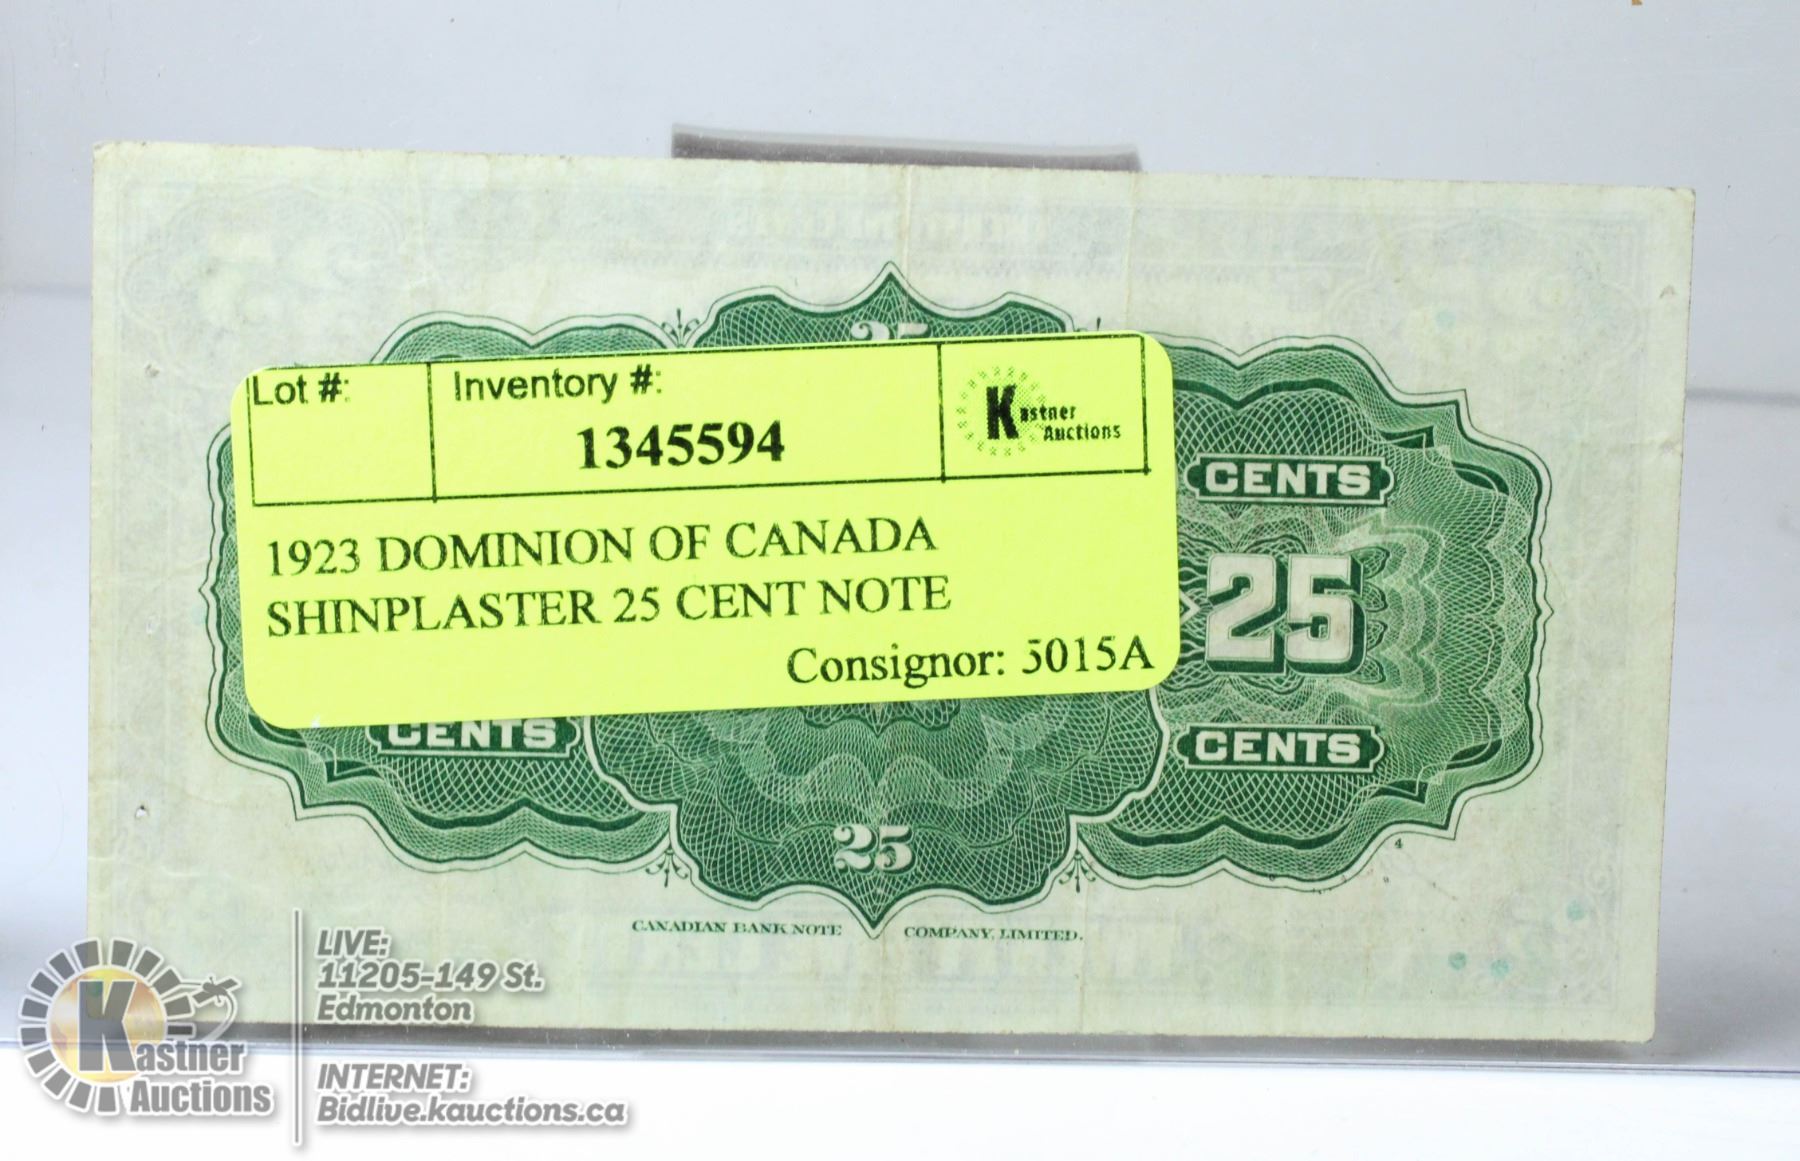 25
Lot #:
Inventory #:
1345594
Kastner
Auctions
1923 DOMINION OF CANADA
SHINPLASTER 25 CENT NOTE
Consignor: 5015A
CENTS
25
CENTS
CENTS
25
4
CANADIAN BANK NOTE COMPANY, LIMITED.
Kastner
Auctions
LIVE:
11205-149 St.
Edmonton
INTERNET:
Bidlive.kauctions.ca